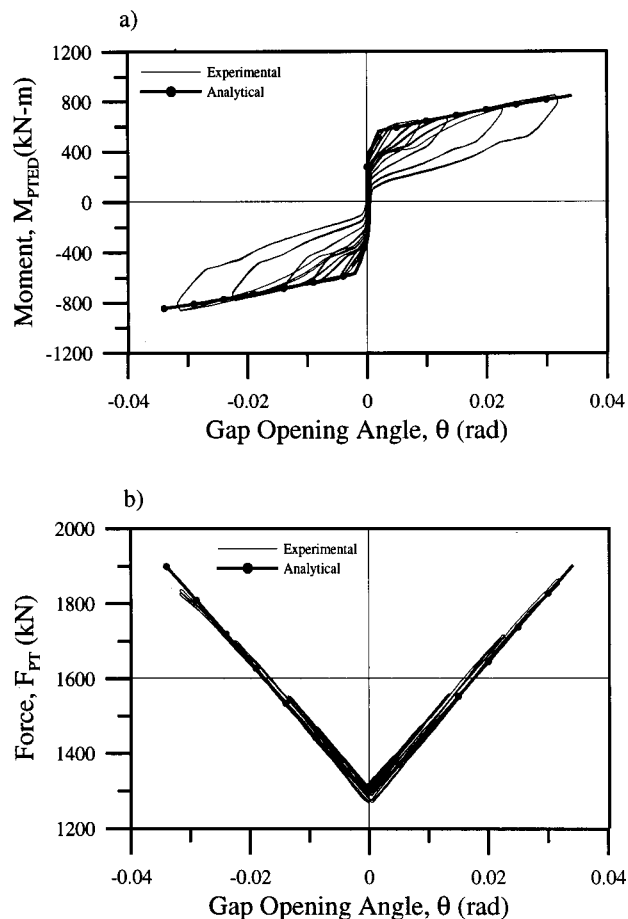 a)
1200
800
400
0
-400
-800
-1200
Moment, M_PTED (kN-m)
Experimental
Analytical
-0.04 -0.02 0 0.02 0.04
Gap Opening Angle, θ (rad)
b)
2000
1800
1600
1400
1200
Force, F_PT (kN)
Experimental
Analytical
-0.04 -0.02 0 0.02 0.04
Gap Opening Angle, θ (rad)